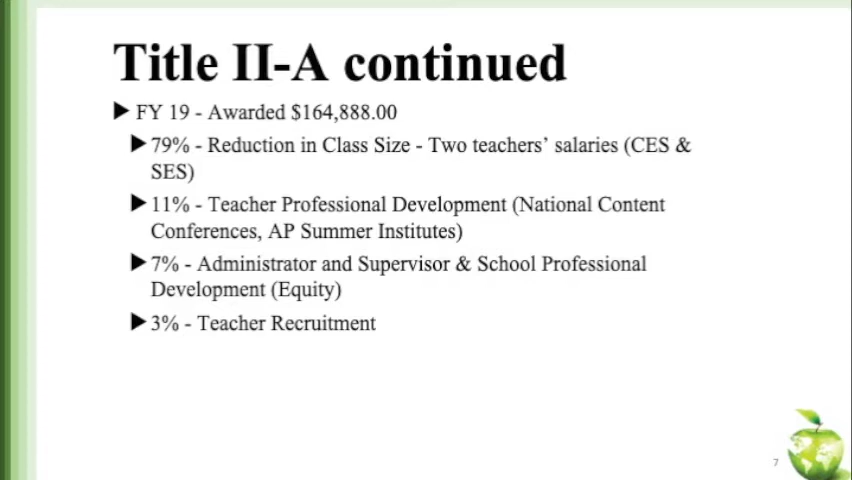 Title II-A continued
FY 19 - Awarded $164,888.00
79% - Reduction in Class Size - Two teachers’ salaries (CES &
SES)
11% - Teacher Professional Development (National Content
Conferences, AP Summer Institutes)
7% - Administrator and Supervisor & School Professional
Development (Equity)
3% - Teacher Recruitment
7